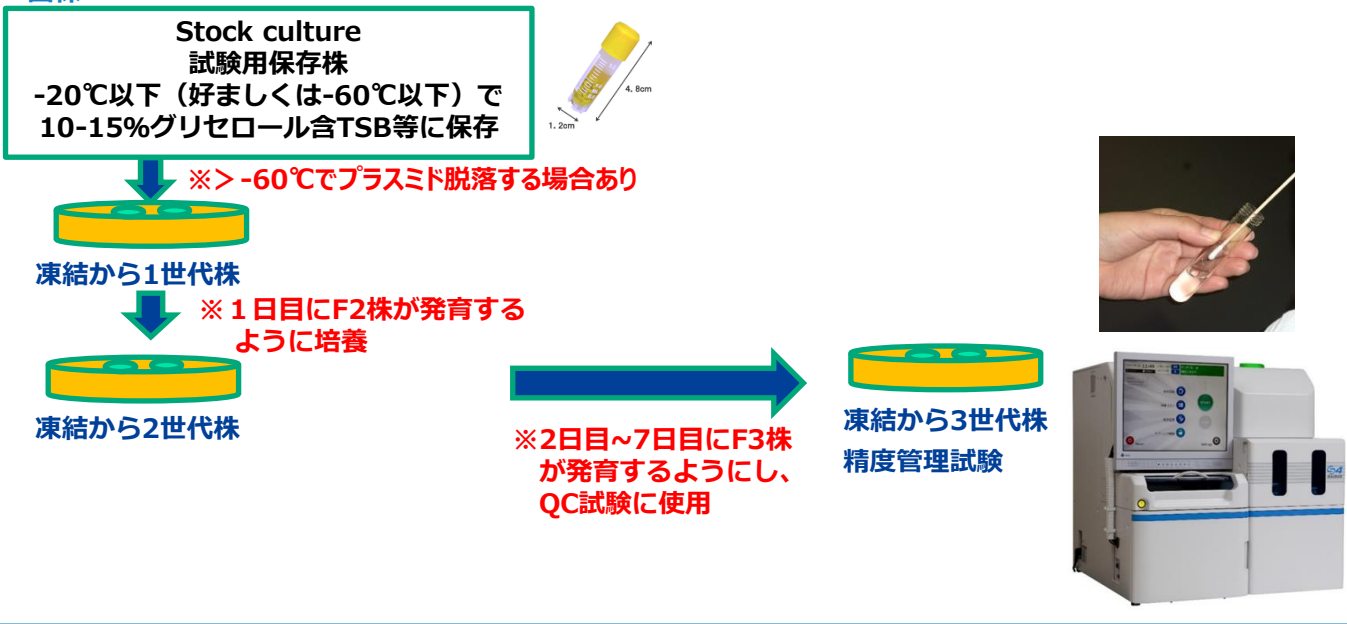 Stock culture
試験用保存株
-20℃以下（好ましくは-60℃以下）で
10-15%グリセロール含TSB等に保存
4.8cm
1.2cm
※＞-60℃でプラスミド脱落する場合あり
凍結から1世代株
※１日目にF2株が発育する
ように培養
凍結から2世代株
※2日目~7日目にF3株
が発育するようにし、
QC試験に使用
凍結から3世代株
精度管理試験